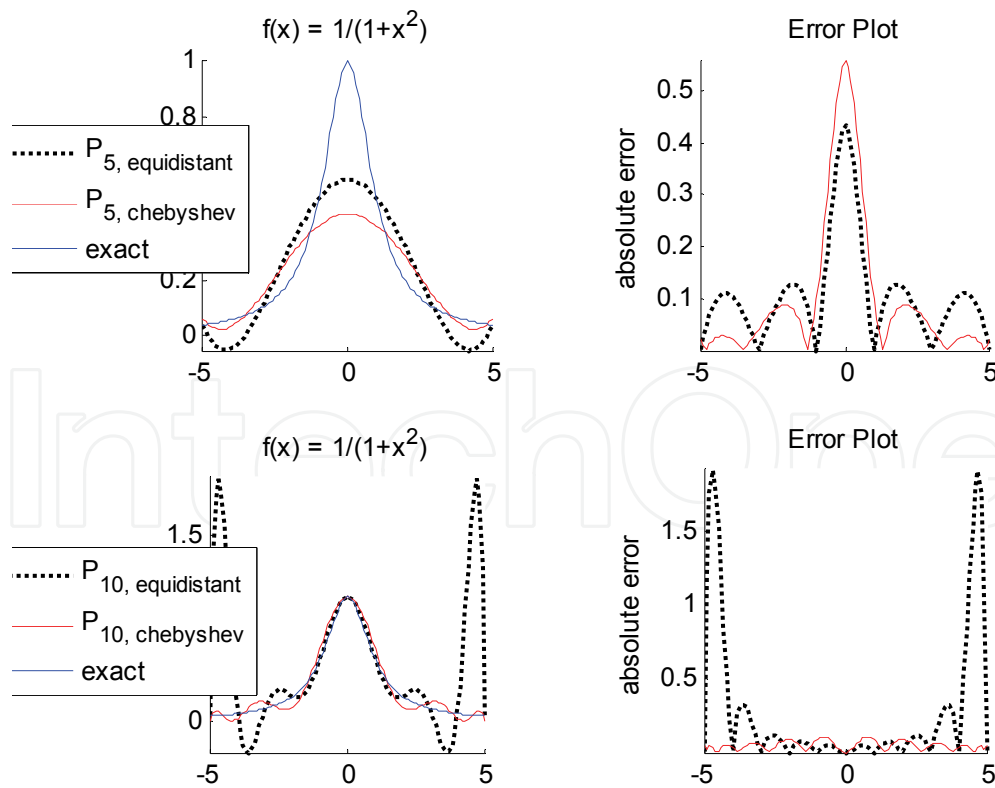 f(x) = 1/(1+x²)
1
0.8
0.2
0
-5 0 5
P5, equidistant
P5, chebyshev
exact
Error Plot
absolute error
0.5
0.4
0.3
0.2
0.1
-5 0 5
IntechOpe
f(x) = 1/(1+x²)
1.5
0
-5 0 5
P10, equidistant
P10, chebyshev
exact
Error Plot
absolute error
1.5
1
0.5
-5 0 5